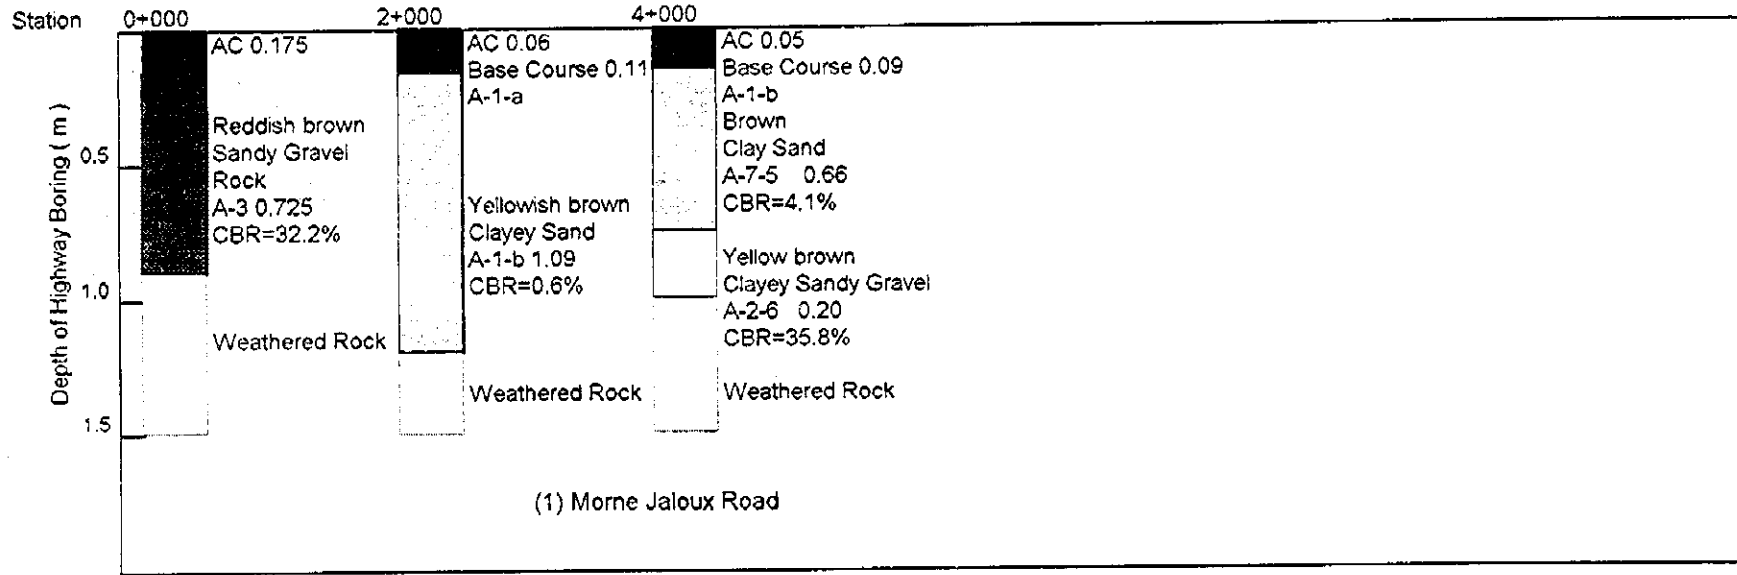 Station
0+000
2+000
4+000
Depth of Highway Boring ( m )
0.5
1.0
1.5
AC 0.175
Reddish brown
Sandy Gravel
Rock
A-3 0.725
CBR=32.2%
Weathered Rock
AC 0.06
Base Course 0.11
A-1-a
Yellowish brown
Clayey Sand
A-1-b 1.09
CBR=0.6%
Weathered Rock
AC 0.05
Base Course 0.09
A-1-b
Brown
Clay Sand
A-7-5 0.66
CBR=4.1%
Yellow brown
Clayey Sandy Gravel
A-2-6 0.20
CBR=35.8%
Weathered Rock
(1) Morne Jaloux Road